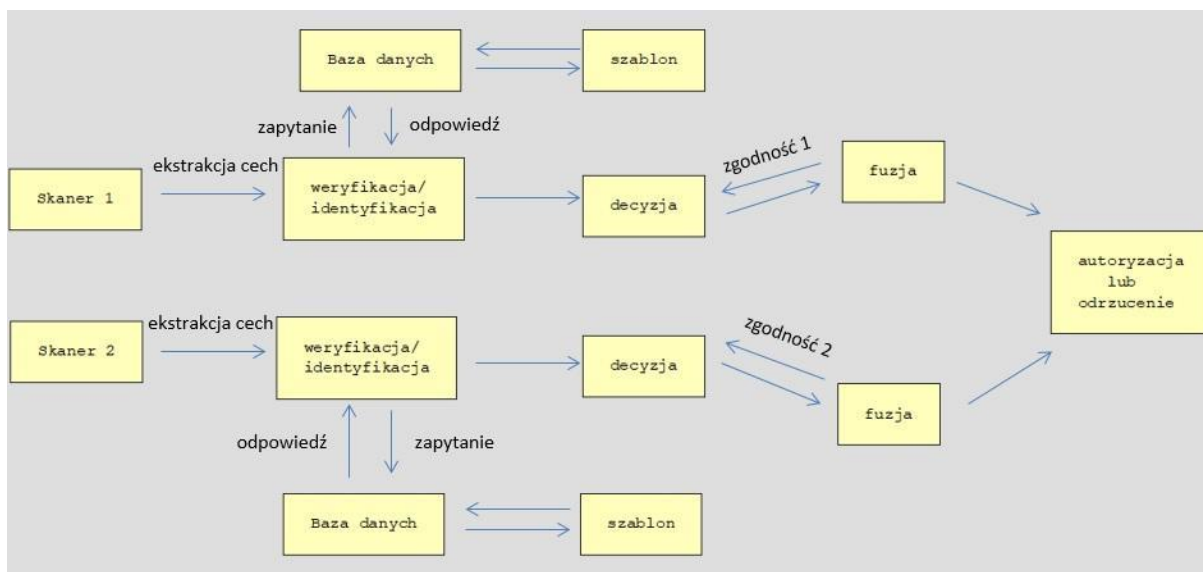 Baza danych
szablon
zapytanie
odpowiedź
Skaner 1
ekstrakcja cech
weryfikacja/
identyfikacja
decyzja
zgodność 1
fuzja
autoryzacja
lub
odrzucenie
Skaner 2
ekstrakcja cech
weryfikacja/
identyfikacja
decyzja
zgodność 2
fuzja
odpowiedź
zapytanie
Baza danych
szablon